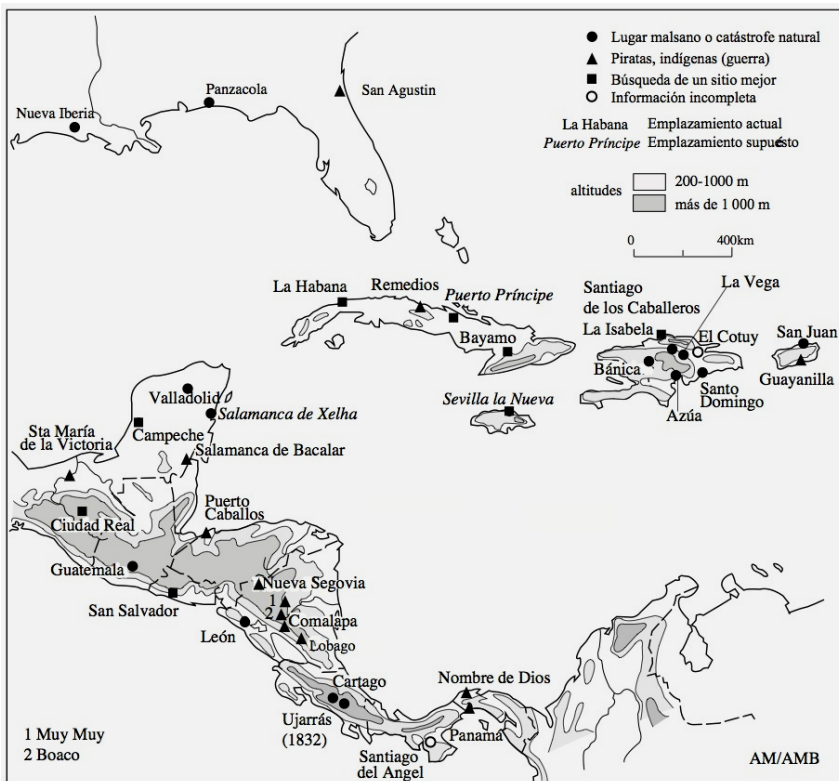 Lugar malsano o catástrofe natural
Piratas, indígenas (guerra)
Búsqueda de un sitio mejor
Información incompleta
La Habana Emplazamiento actual
Puerto Príncipe Emplazamiento supuésto
altitudes
200-1000 m
más de 1 000 m
0 400km
Panzacola
San Agustin
Nueva Iberia
La Habana
Remedios
Puerto Príncipe
Bayamo
Santiago
de los Caballeros
La Isabela
La Vega
El Cotuy
San Juan
Bánica
Guayanilla
Santo
Domingo
Azúa
Sevilla la Nueva
Valladolid
Salamanca de Xelha
Campeche
Sta María
de la Victoria
Salamanca de Bacalar
Puerto
Caballos
Ciudad Real
Guatemala
San Salvador
Nueva Segovia
1
2
Comalapa
León
Lobago
Cartago
Ujarrás
(1832)
Nombre de Dios
Panamá
Santiago
del Angel
1 Muy Muy
2 Boaco
AM/AMB